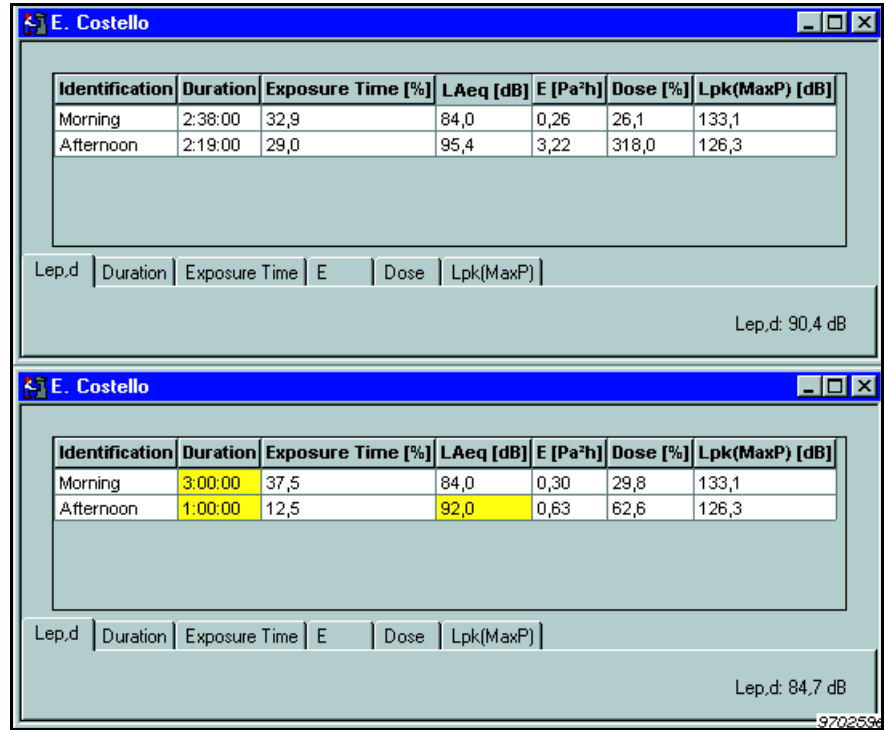 E. Costello
Identification Duration Exposure Time [%] LAeq [dB] E [Pa²h] Dose [%] Lpk(MaxP) [dB]
Morning 2:38:00 32,9 84,0 0,26 26,1 133,1
Afternoon 2:19:00 29,0 95,4 3,22 318,0 126,3
Lep,d Duration Exposure Time E Dose Lpk(MaxP)
Lep,d: 90,4 dB
E. Costello
Identification Duration Exposure Time [%] LAeq [dB] E [Pa²h] Dose [%] Lpk(MaxP) [dB]
Morning 3:00:00 37,5 84,0 0,30 29,8 133,1
Afternoon 1:00:00 12,5 92,0 0,63 62,6 126,3
Lep,d Duration Exposure Time E Dose Lpk(MaxP)
Lep,d: 84,7 dB